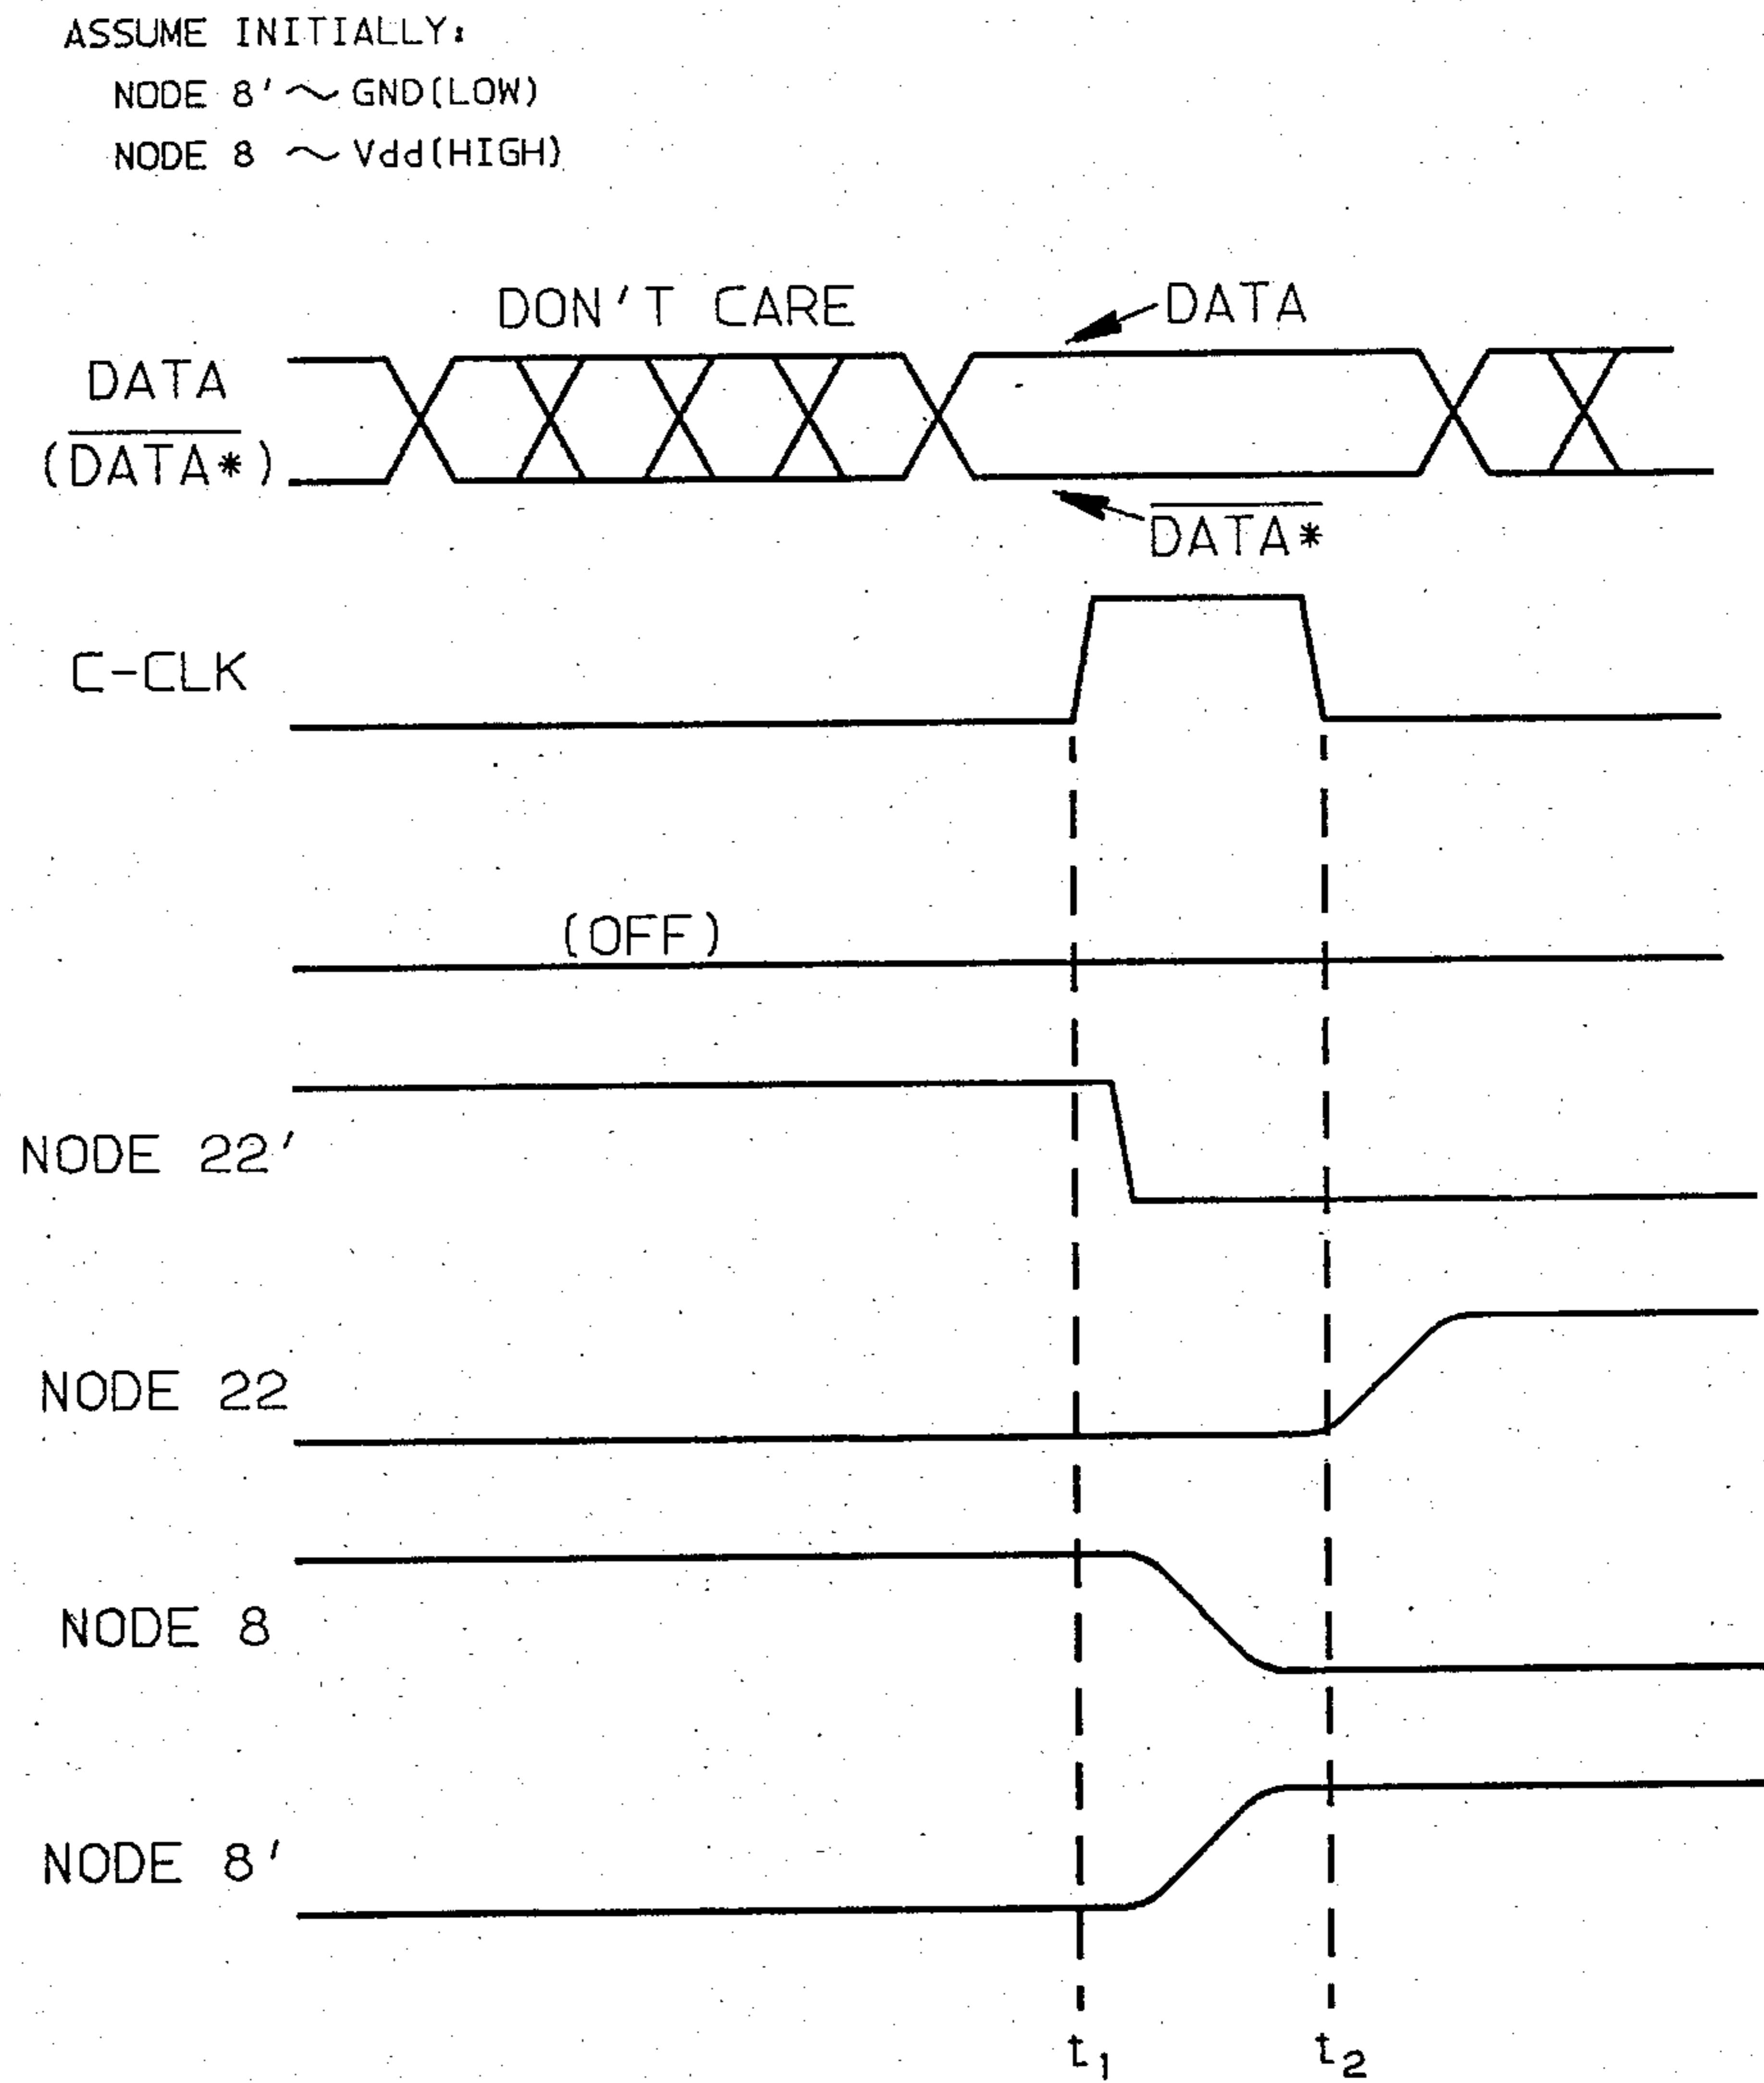 ASSUME INITIALLY:
NODE 8' ~ GND(LOW)
NODE 8 ~ Vdd(HIGH)
DON'T CARE
DATA
DATA
(DATA*)
DATA*
C-CLK
(OFF)
NODE 22'
NODE 22
NODE 8
NODE 8'
t1
t2